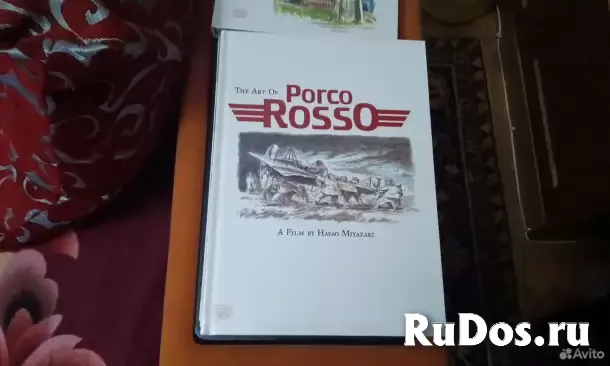 The Art Of Porco
Rosso
A Film by Hayao Miyazaki
RuDos.ru
Avito